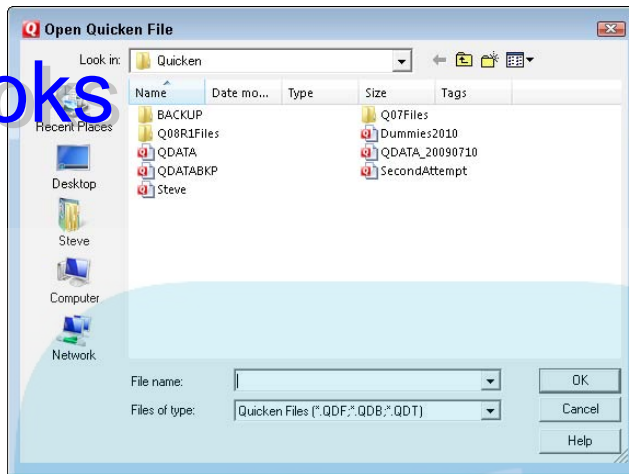 Open Quicken File
Look in: Quicken
oks
Name Date mo... Type Size Tags
Recent Places
Desktop
Steve
Computer
Network
BACKUP
Q08R1Files
QDATA
QDATABKP
Steve
Q07Files
Dummies2010
QDATA_20090710
SecondAttempt
File name:
OK
Files of type: Quicken Files (*.QDF;*.QDB;*.QDT)
Cancel
Help